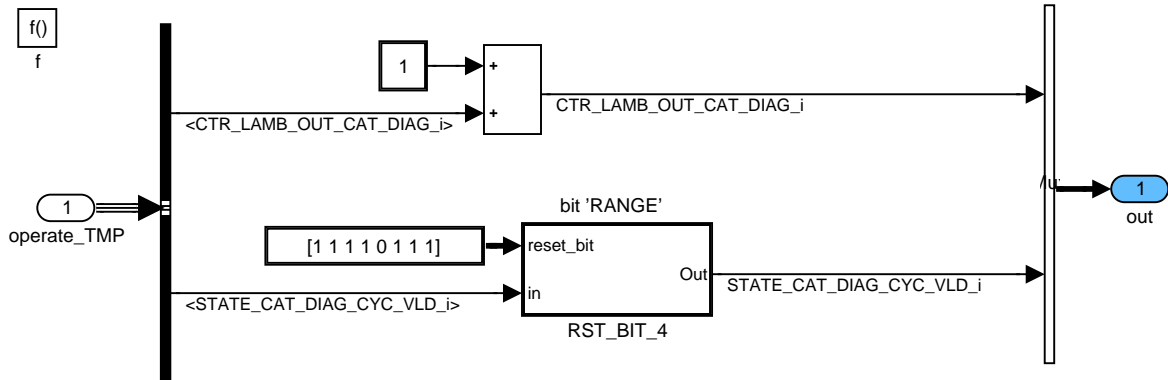 f()
f
1
+
+
CTR_LAMB_OUT_CAT_DIAG_i
<CTR_LAMB_OUT_CAT_DIAG_i>
1
operate_TMP
1
out
bit 'RANGE'
[1 1 1 1 0 1 1 1]
reset_bit
Out
in
STATE_CAT_DIAG_CYC_VLD_i
<STATE_CAT_DIAG_CYC_VLD_i>
RST_BIT_4